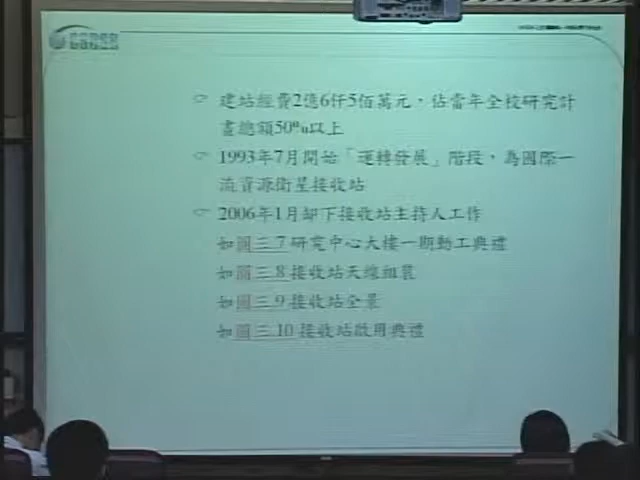 建站經費2億6仟5佰萬元，佔當年全校研究計
畫總額50%以上
1993年7月開始「運轉發展」階段，為國際一
流資源衛星接收站
2006年1月卸下接收站主持人工作
如圖三.7研究中心大樓一期動工典禮
如圖三.8接收站天線組裝
如圖三.9接收站全景
如圖三.10接收站啟用典禮